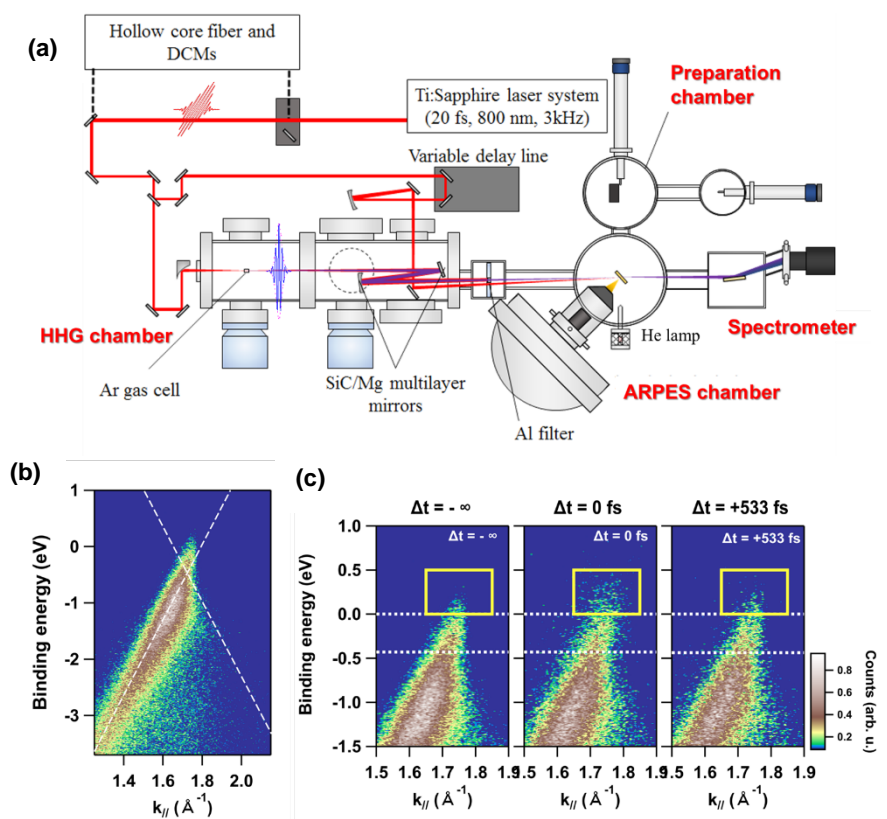 (a)
Hollow core fiber and
DCMs
Ti:Sapphire laser system
(20 fs, 800 nm, 3kHz)
Preparation
chamber
Variable delay line
HHG chamber
Ar gas cell
SiC/Mg multilayer
mirrors
Al filter
He lamp
Spectrometer
ARPES chamber
(b)
Binding energy (eV)
1
0
-1
-2
-3
1.4
1.6
1.8
2.0
k// (Å-1)
(c)
Δt = - ∞
Δt = 0 fs
Δt = +533 fs
Δt = - ∞
Δt = 0 fs
Δt = +533 fs
Binding energy (eV)
1.0
0.5
0.0
-0.5
-1.0
-1.5
1.5
1.6
1.7
1.8
1.9
1.6
1.7
1.8
1.9
1.6
1.7
1.8
1.9
k// (Å-1)
k// (Å-1)
k// (Å-1)
0.8
0.6
0.4
0.2
Counts (arb. u.)